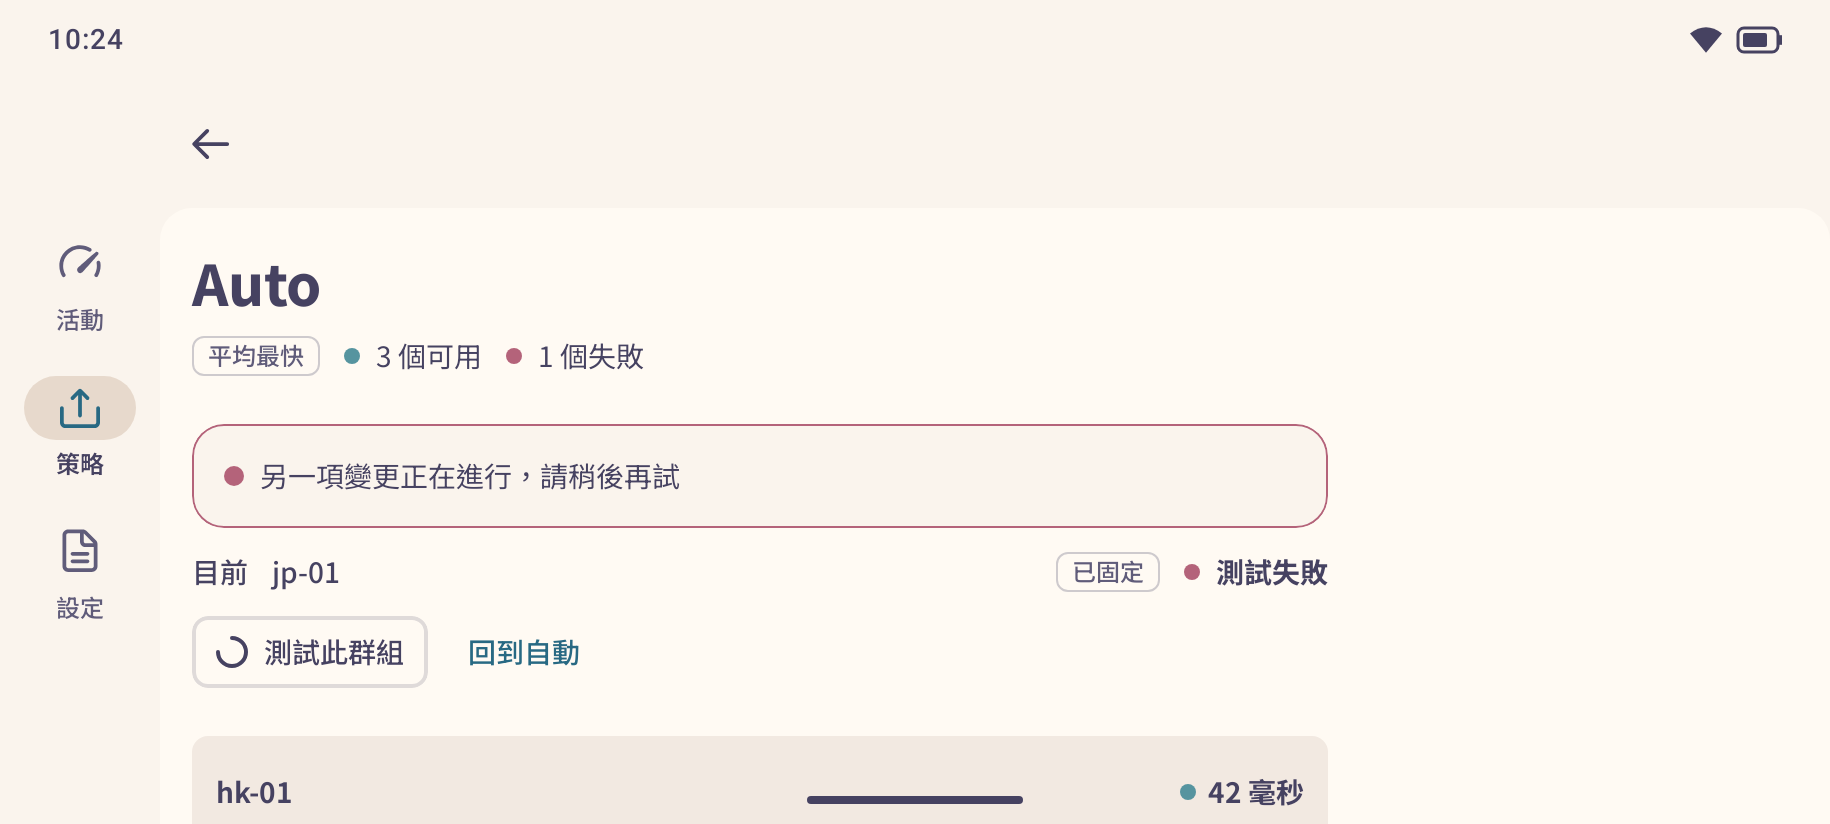 10:24
活動
策略
設定
Auto
平均最快 3 個可用 1 個失敗
另一項變更正在進行，請稍後再試
目前 jp-01 已固定 測試失敗
測試此群組 回到自動
hk-01 42 毫秒